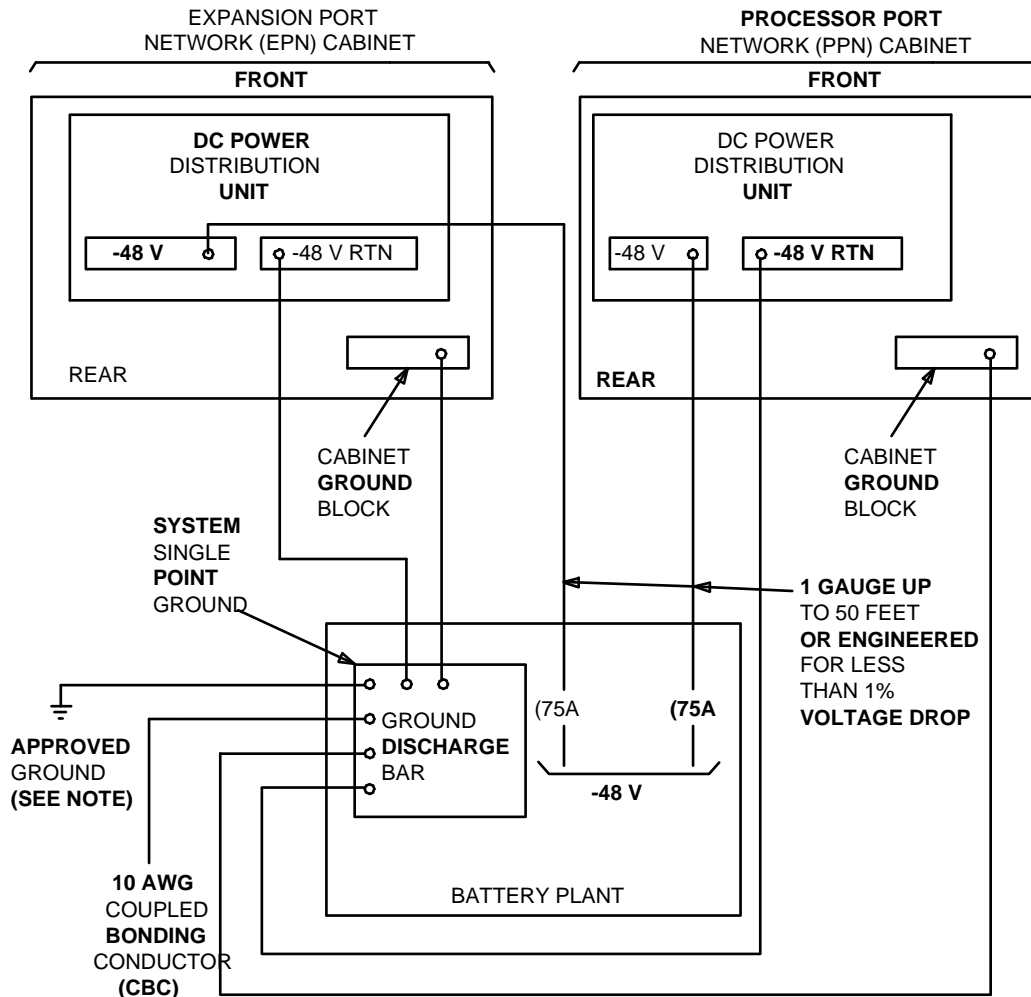 EXPANSION PORT
NETWORK (EPN) CABINET
FRONT
DC POWER
DISTRIBUTION
UNIT
-48 V
-48 V RTN
REAR
CABINET
GROUND
BLOCK
PROCESSOR PORT
NETWORK (PPN) CABINET
FRONT
DC POWER
DISTRIBUTION
UNIT
-48 V
-48 V RTN
REAR
CABINET
GROUND
BLOCK
SYSTEM
SINGLE
POINT
GROUND
1 GAUGE UP
TO 50 FEET
OR ENGINEERED
FOR LESS
THAN 1%
VOLTAGE DROP
GROUND
DISCHARGE
BAR
(75A
(75A
-48 V
BATTERY PLANT
APPROVED
GROUND
(SEE NOTE)
10 AWG
COUPLED
BONDING
CONDUCTOR
(CBC)